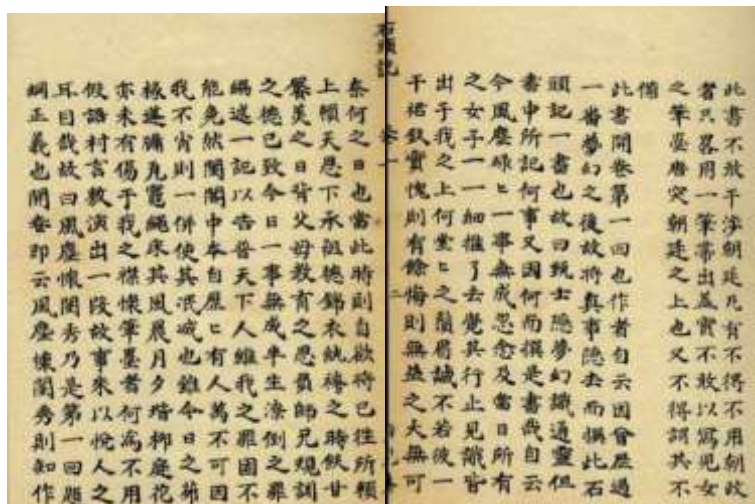 此書不敢干涉朝廷凡有不得不用朝政
者只畧用一筆帶出蓋實不敢以寫兒女
之筆墨唐突朝廷之上也又不得謂其不
備
此書開卷第一回也作者自云因曾歷過
一番夢幻之後故將真事隱去而撰此石
頭記一書也故曰甄士隱夢幻識通靈但
書中所記何事又因何而撰是書哉自云
今風塵碌ヒ一事無成忽念及當日所有
之女子一一細推了去覺其行止見識皆
出于我之上何堂ヒ之鬚眉誠不若彼一
干裙釵實愧則有餘悔則無益之大無可
石頭記
卷一
二
奈何之日也當此時則自欲將已往所賴
上賴天恩下承祖德錦衣紈袴之時飫甘
饜美之日背父母教育之恩負師兄規訓
之德已致今日一事無成半生潦倒之罪
編述一記以告普天下人雖我之罪固不
能免然閨閣中本自歷ヒ有人萬不可因
我不肖則一併使其泯滅也雖今日之茆
椽蓬牖瓦竈繩床其風晨月夕堦柳庭花
亦未有傷于我之襟懷筆墨者何為不用
假語村言敷演出一段故事來以悅人之
耳目哉故曰風塵懷閨秀乃是第一回題
綱正義也開卷即云風塵懷閨秀則知作